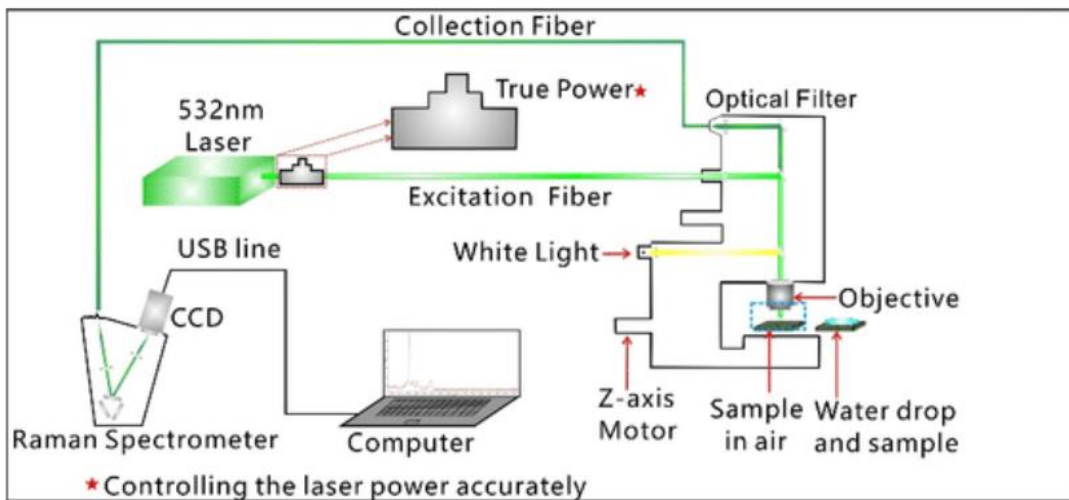 Collection Fiber
True Power★
Optical Filter
532nm
Laser
Excitation Fiber
USB line
White Light
CCD
Objective
Z-axis
Motor
Sample
in air
Water drop
and sample
Raman Spectrometer
Computer
★Controlling the laser power accurately